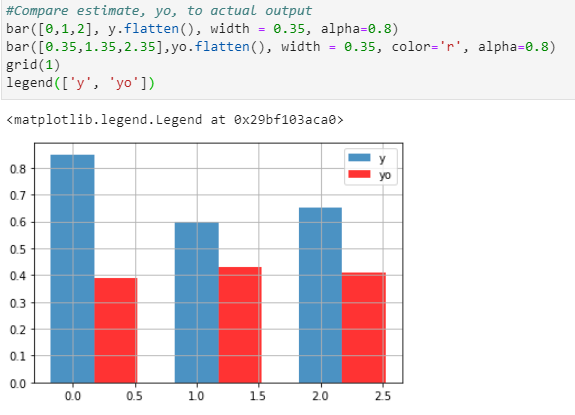 #Compare estimate, yo, to actual output
bar([0,1,2], y.flatten(), width = 0.35, alpha=0.8)
bar([0.35,1.35,2.35],yo.flatten(), width = 0.35, color='r', alpha=0.8)
grid(1)
legend(['y', 'yo'])
<matplotlib.legend.Legend at 0x29bf103aca0>
y
yo
0.8
0.7
0.6
0.5
0.4
0.3
0.2
0.1
0.0
0.0 0.5 1.0 1.5 2.0 2.5